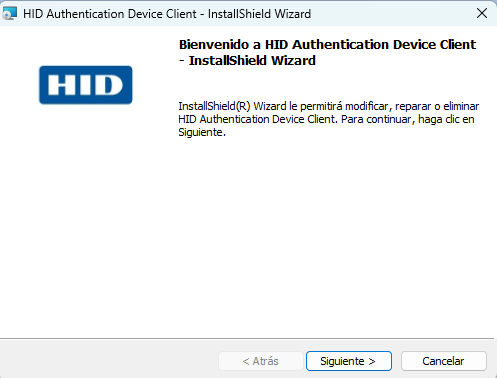 HID Authentication Device Client - InstallShield Wizard
Bienvenido a HID Authentication Device Client
- InstallShield Wizard
HID
InstallShield(R) Wizard le permitirá modificar, reparar o eliminar
HID Authentication Device Client. Para continuar, haga clic en
Siguiente.
< Atrás
Siguiente >
Cancelar